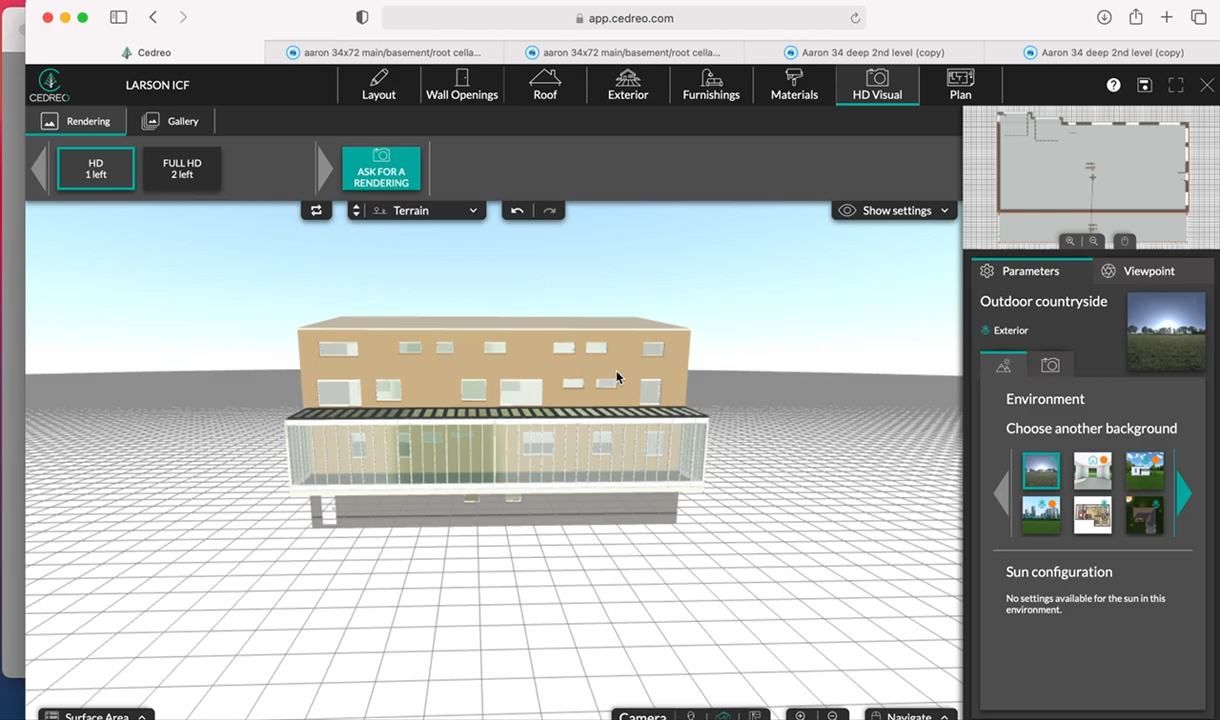 app.cedreo.com
Cedreo
aaron 34x72 main/basement/root cella...
aaron 34x72 main/basement/root cella...
Aaron 34 deep 2nd level (copy)
Aaron 34 deep 2nd level (copy)
CEDREO
LARSON ICF
Layout
Wall Openings
Roof
Exterior
Furnishings
Materials
HD Visual
Plan
?
Rendering
Gallery
HD
1 left
FULL HD
2 left
ASK FOR A
RENDERING
Terrain
Show settings
Parameters
Viewpoint
Outdoor countryside
Exterior
Environment
Choose another background
Sun configuration
No settings available for the sun in this
environment.
Surface Area
Camera
Navigate